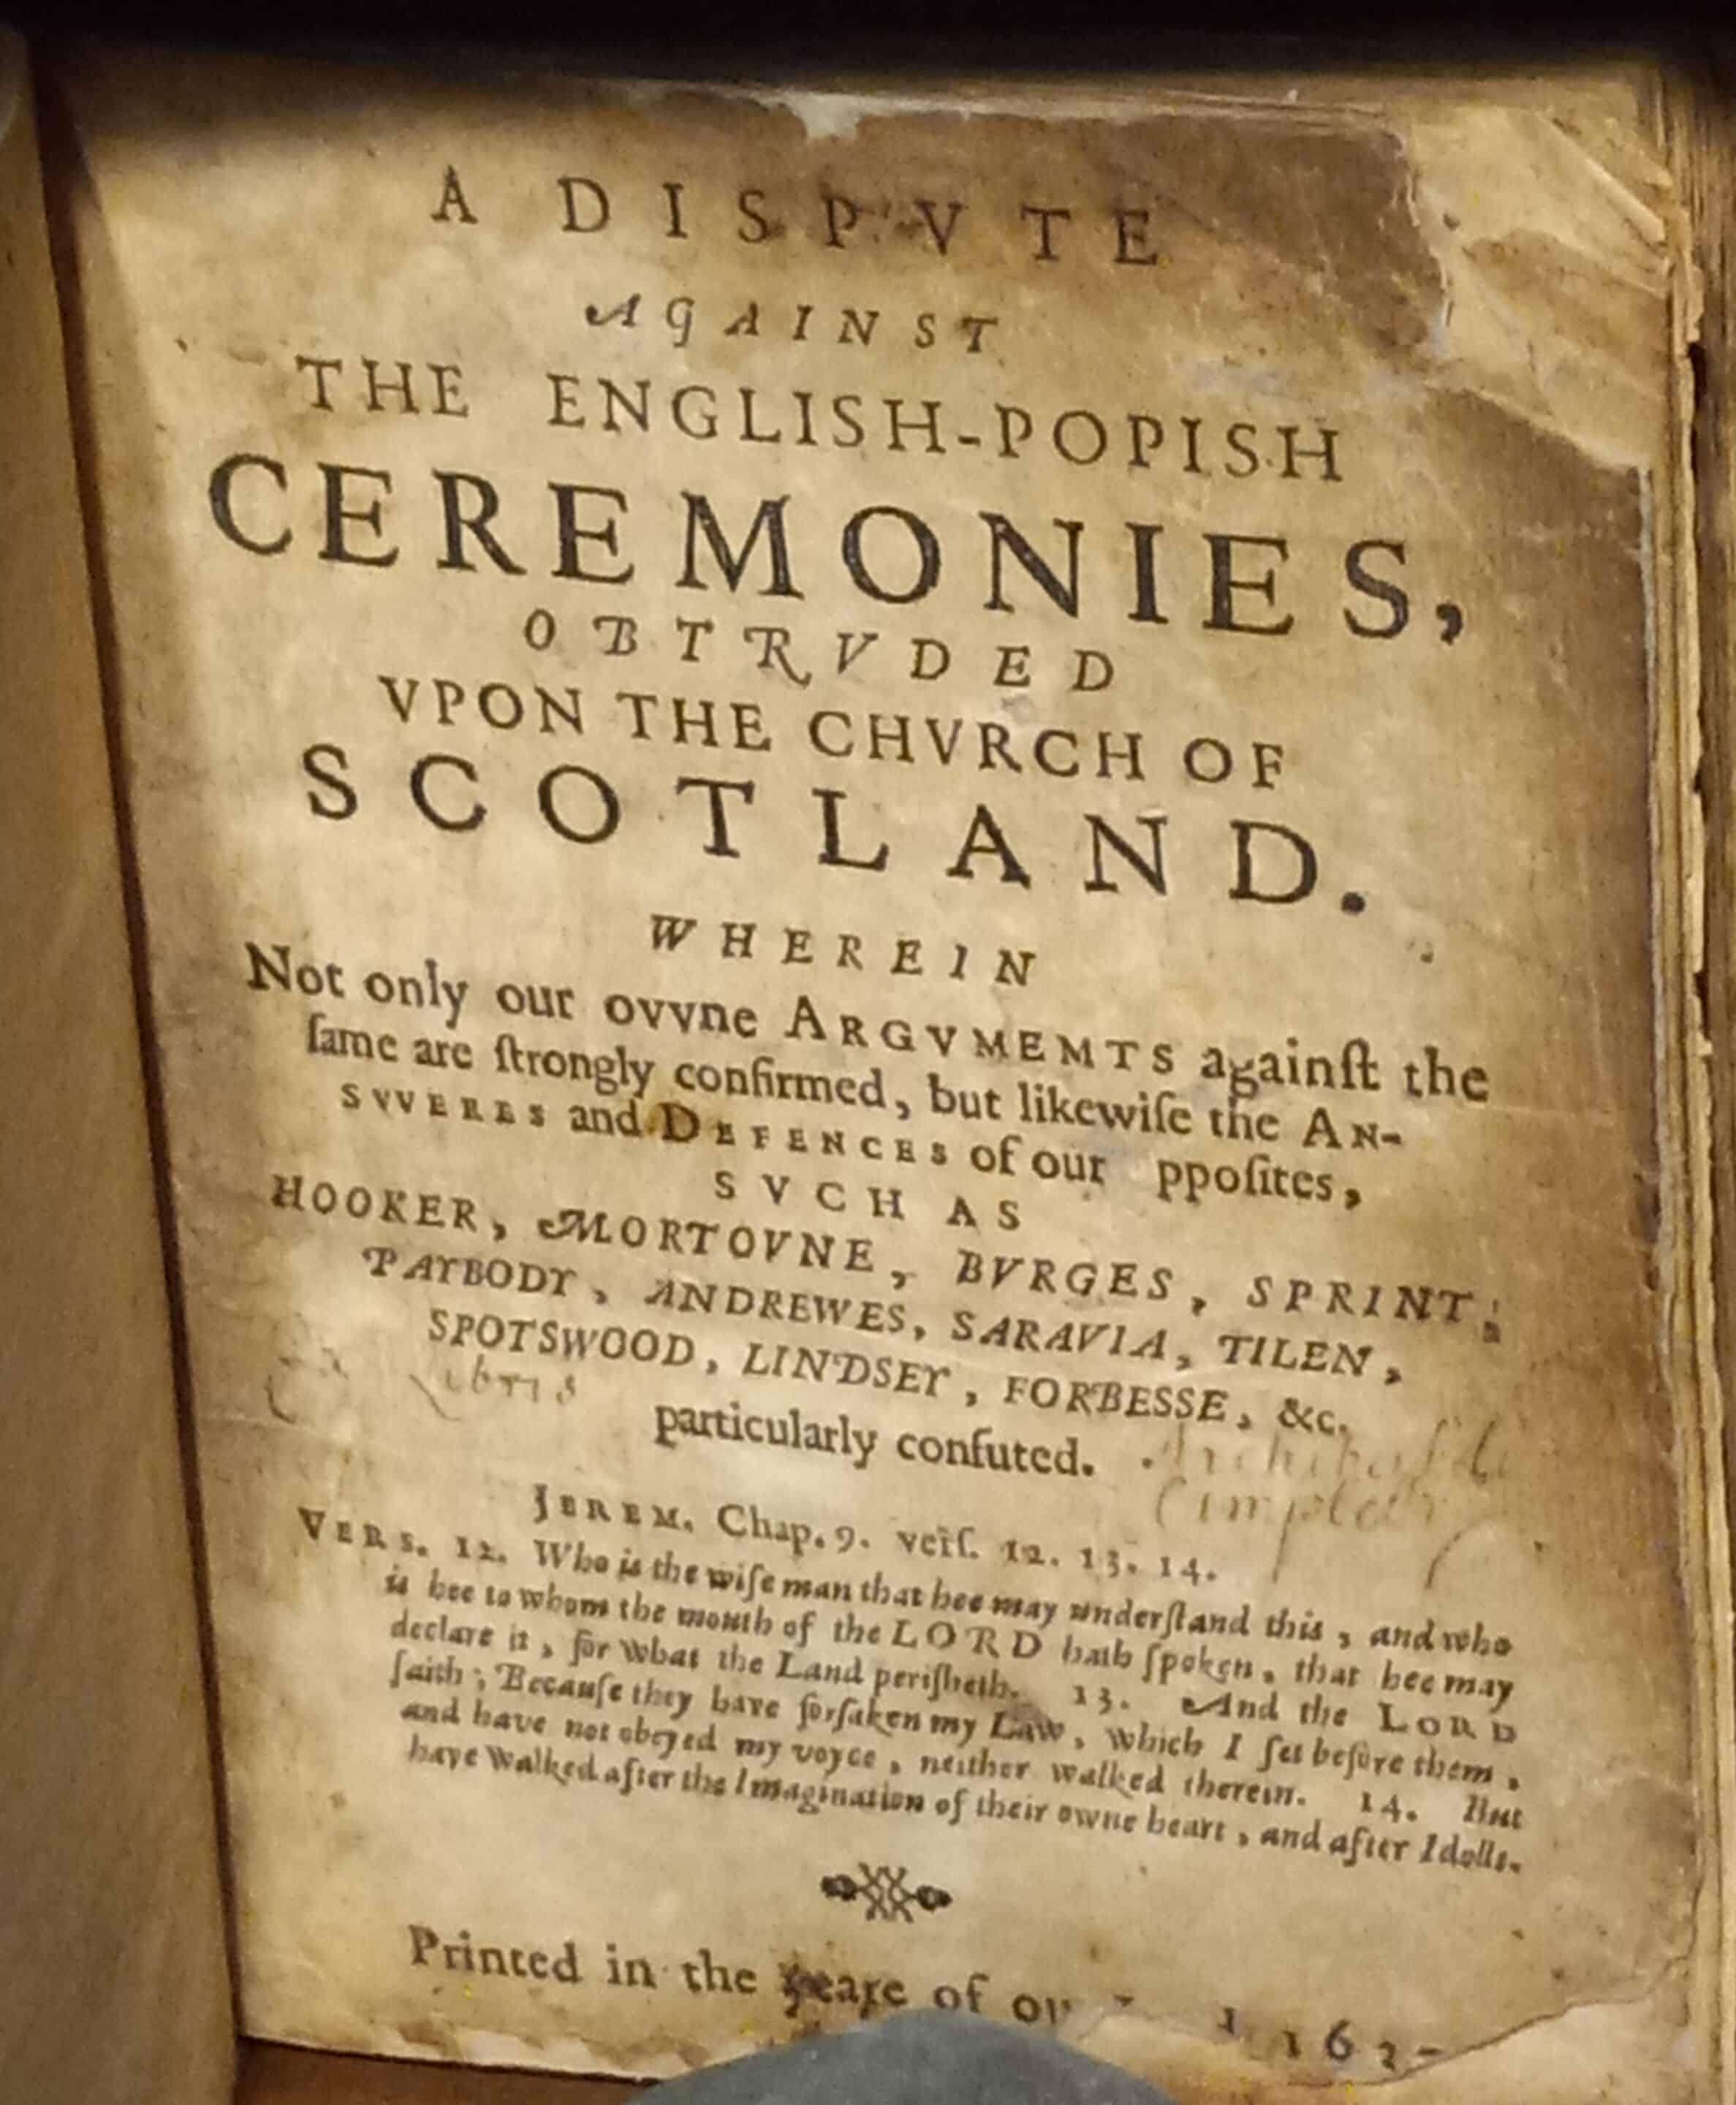 A DISPVTE
AGAINST
THE ENGLISH-POPISH
CEREMONIES,
OBTRVDED
VPON THE CHVRCH OF
SCOTLAND.
WHEREIN
Not only our ovvne ARGVMEMTS againſt the
ſame are ſtrongly confirmed, but likewiſe the AN-
SVVERES and DEFENCES of our ppoſites,
SVCH AS
HOOKER, MORTOVNE, BVRGES, SPRINT,
PAYBODY, ANDREWES, SARAVIA, TILEN,
SPOTSWOOD, LINDSEY, FORBESSE, &c.
Ex Libris
particularly confuted.
JEREM. Chap. 9. verſ. 12. 13. 14.
VERS. 12. Who is the wiſe man that hee may underſtand this, and who
is hee to whom the mouth of the LORD hath ſpoken, that hee may
declare it, for what the Land periſheth. 13. And the LORD
ſaith; Becauſe they have forſaken my Law, which I ſet before them,
and have not obeyed my voyce, neither walked therein. 14. But
have walked after the Imagination of their owne heart, and after Idolls.
Printed in the yeare of